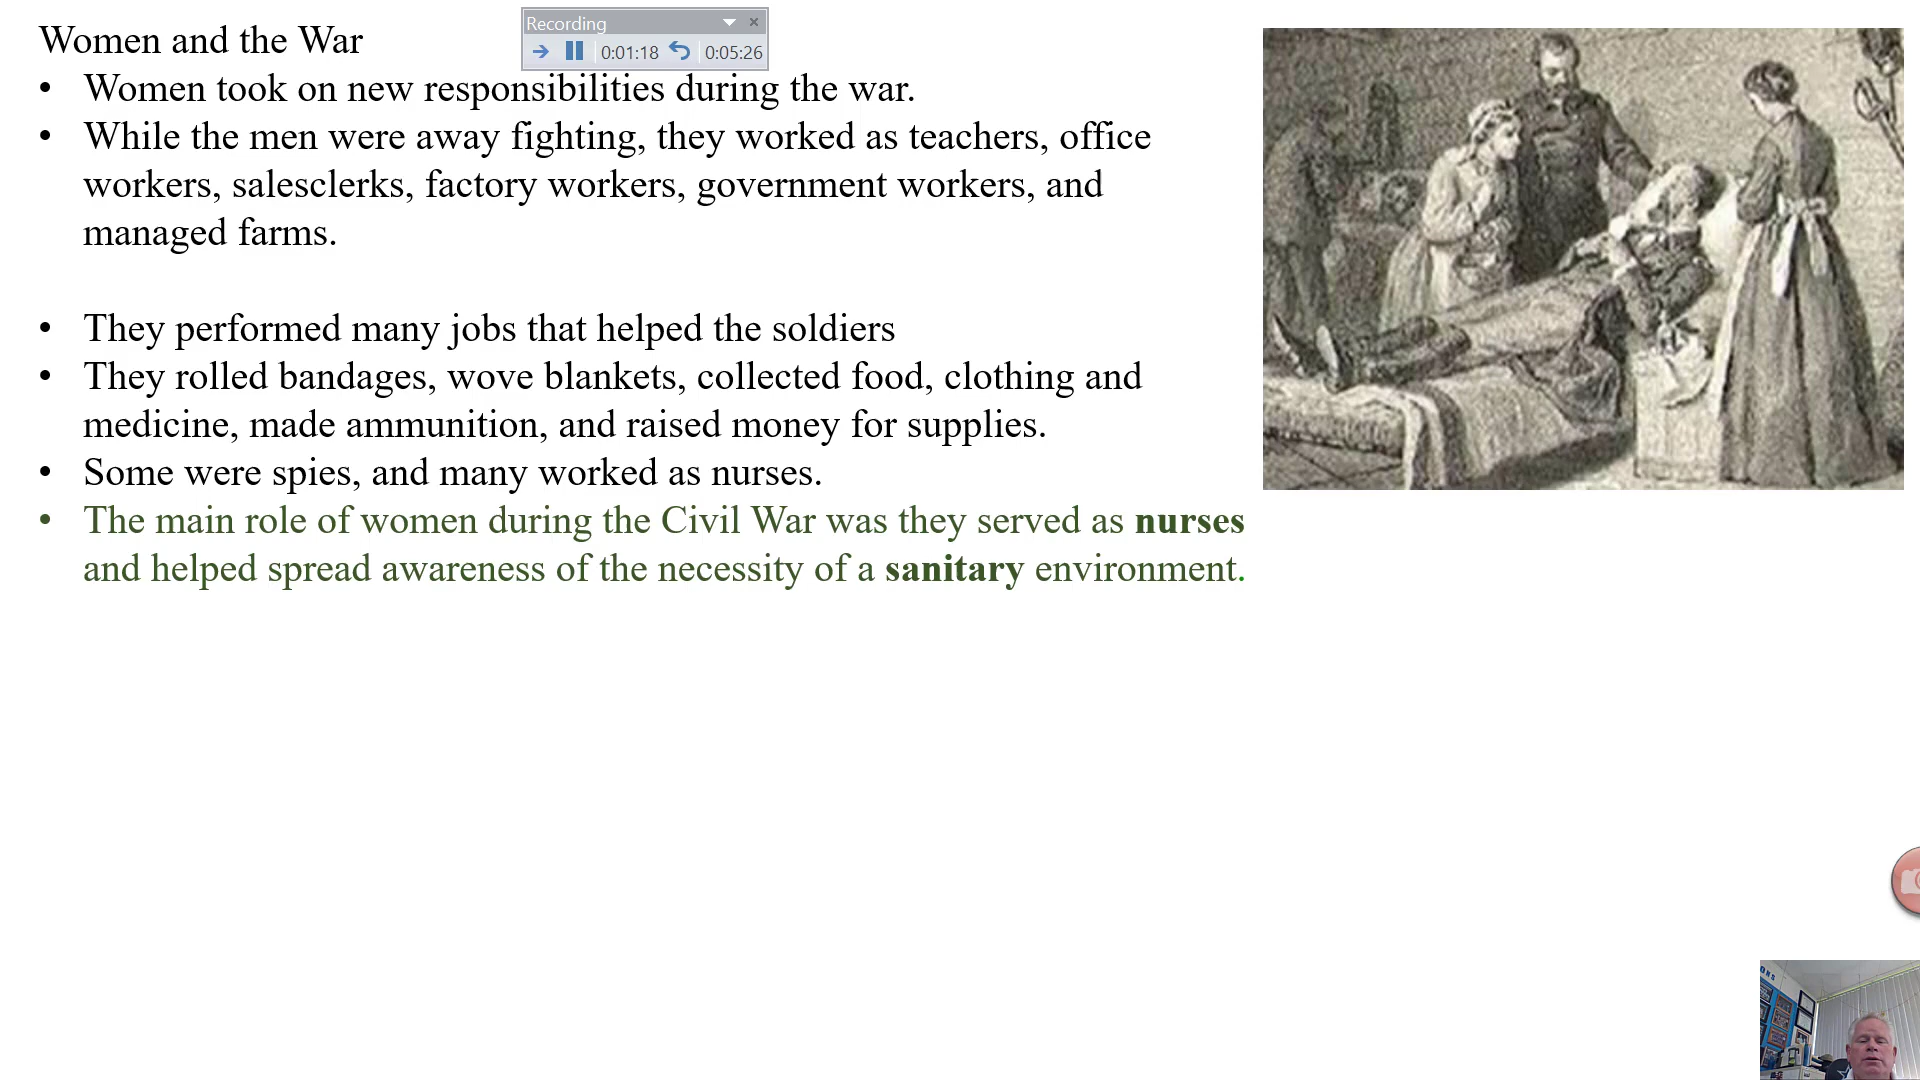 Women and the War
Recording
0:01:18 0:05:26
• Women took on new responsibilities during the war.
• While the men were away fighting, they worked as teachers, office
workers, salesclerks, factory workers, government workers, and
managed farms.
• They performed many jobs that helped the soldiers
• They rolled bandages, wove blankets, collected food, clothing and
medicine, made ammunition, and raised money for supplies.
• Some were spies, and many worked as nurses.
• The main role of women during the Civil War was they served as nurses
and helped spread awareness of the necessity of a sanitary environment.